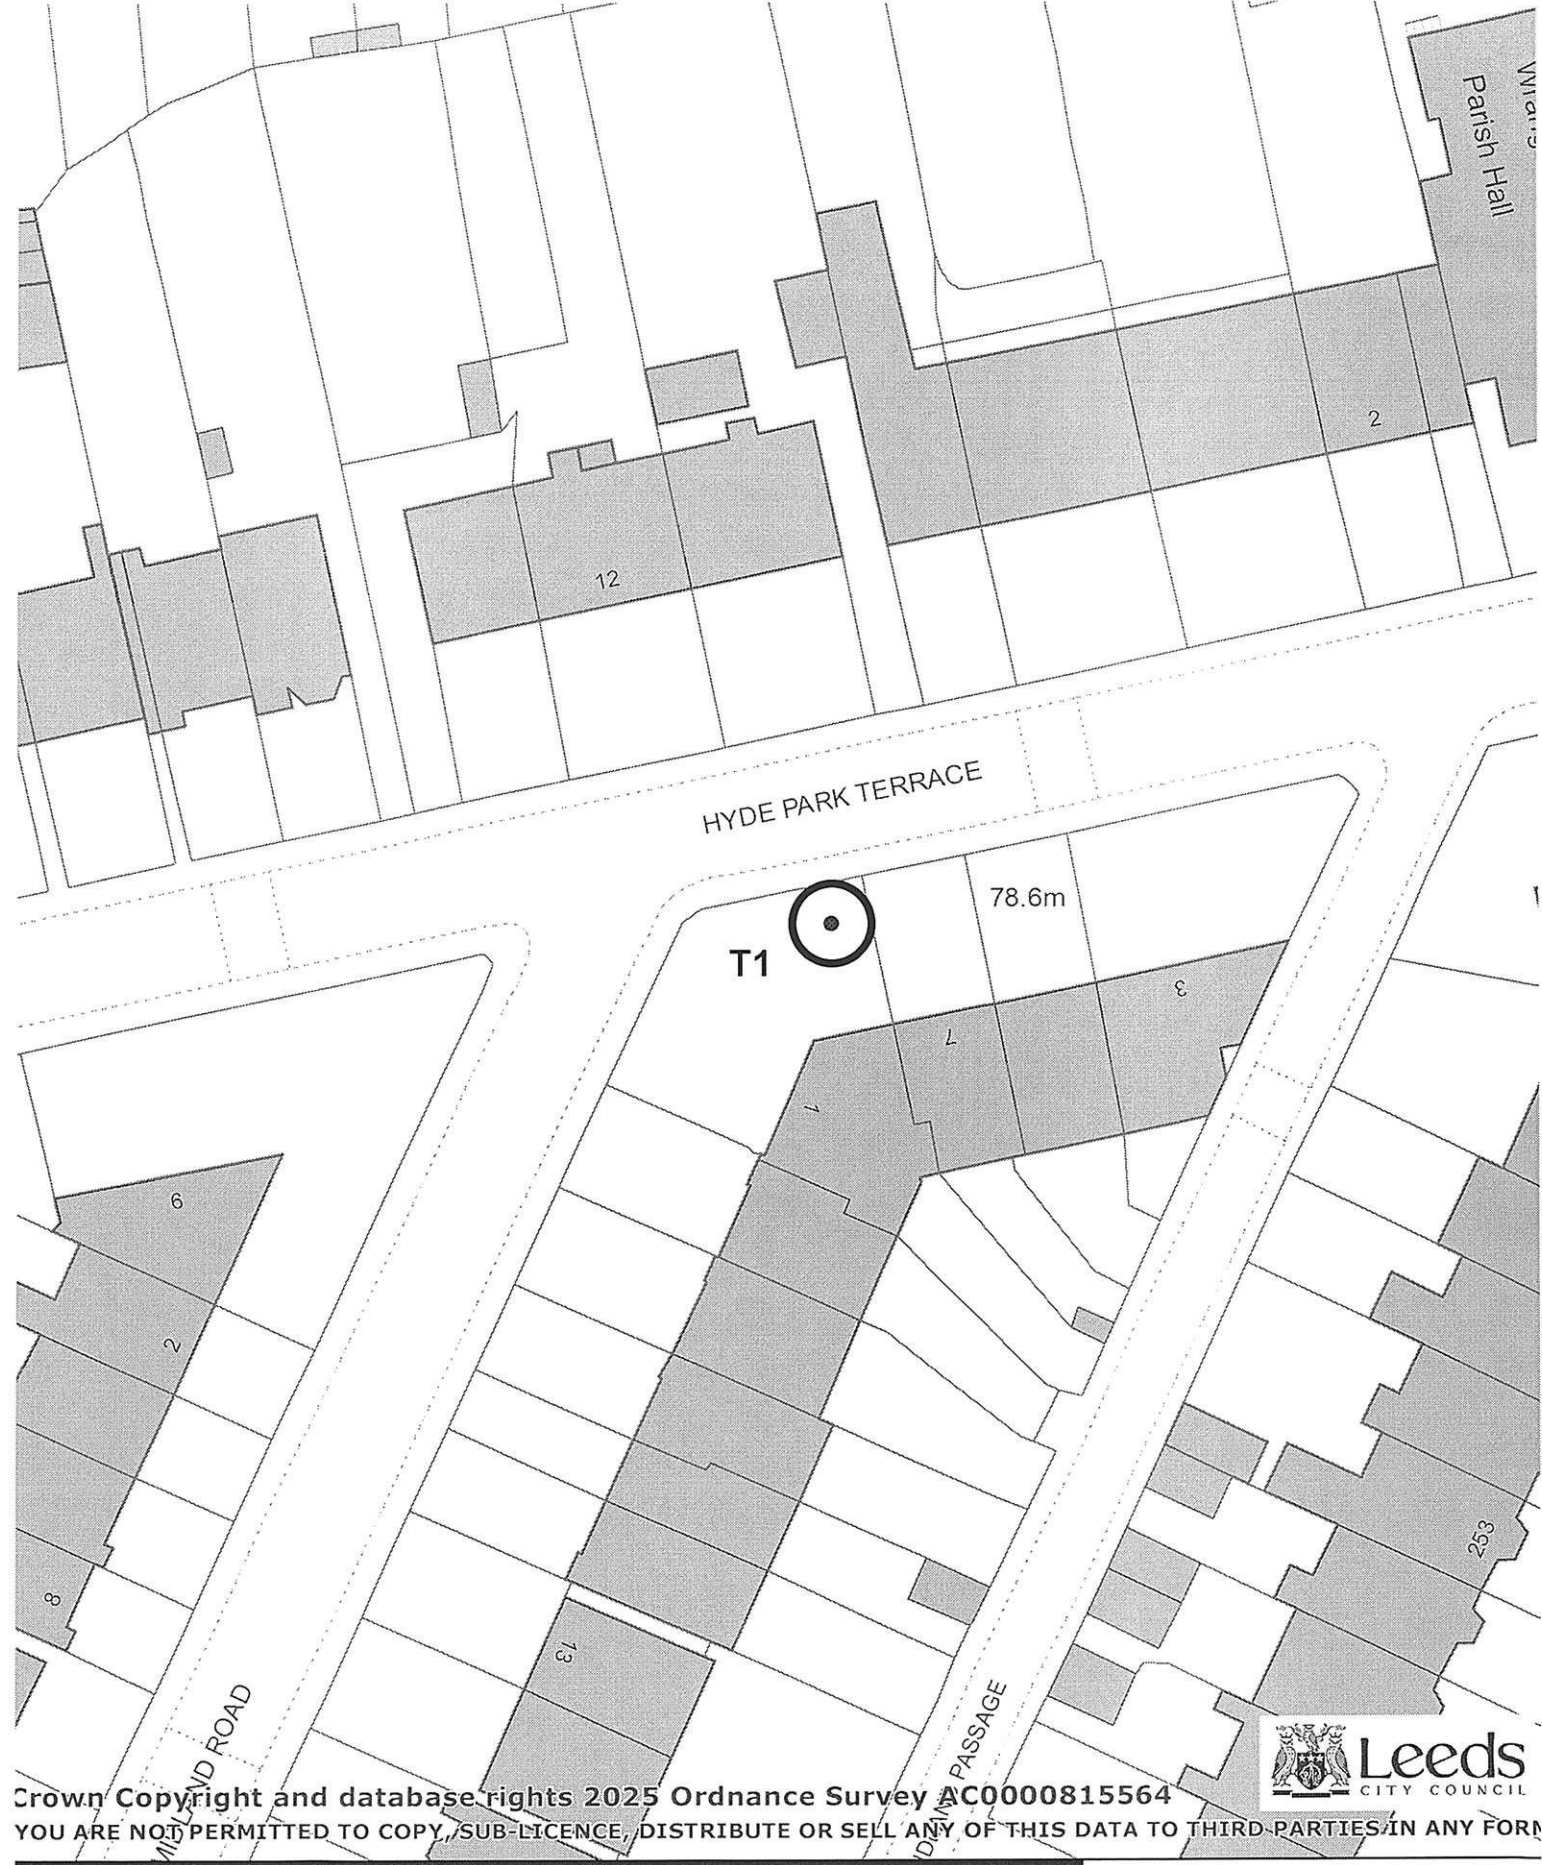 Parish Hall
2
12
HYDE PARK TERRACE
78.6m
T1
3
7
1
6
2
253
8
13
MIDLAND ROAD
PASSAGE
Leeds
CITY COUNCIL
Crown Copyright and database rights 2025 Ordnance Survey AC0000815564
YOU ARE NOT PERMITTED TO COPY, SUB-LICENCE, DISTRIBUTE OR SELL ANY OF THIS DATA TO THIRD PARTIES IN ANY FORM